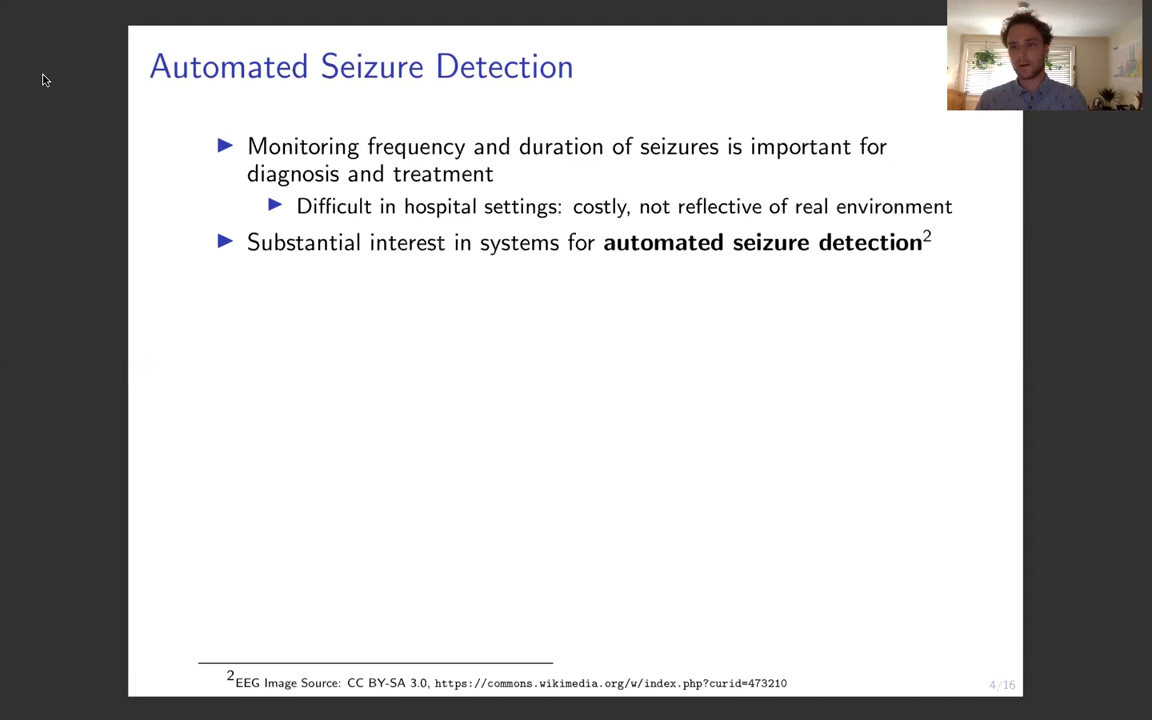 Automated Seizure Detection
Monitoring frequency and duration of seizures is important for
diagnosis and treatment
Difficult in hospital settings: costly, not reflective of real environment
Substantial interest in systems for automated seizure detection2
2EEG Image Source: CC BY-SA 3.0, https://commons.wikimedia.org/w/index.php?curid=473210
4/16